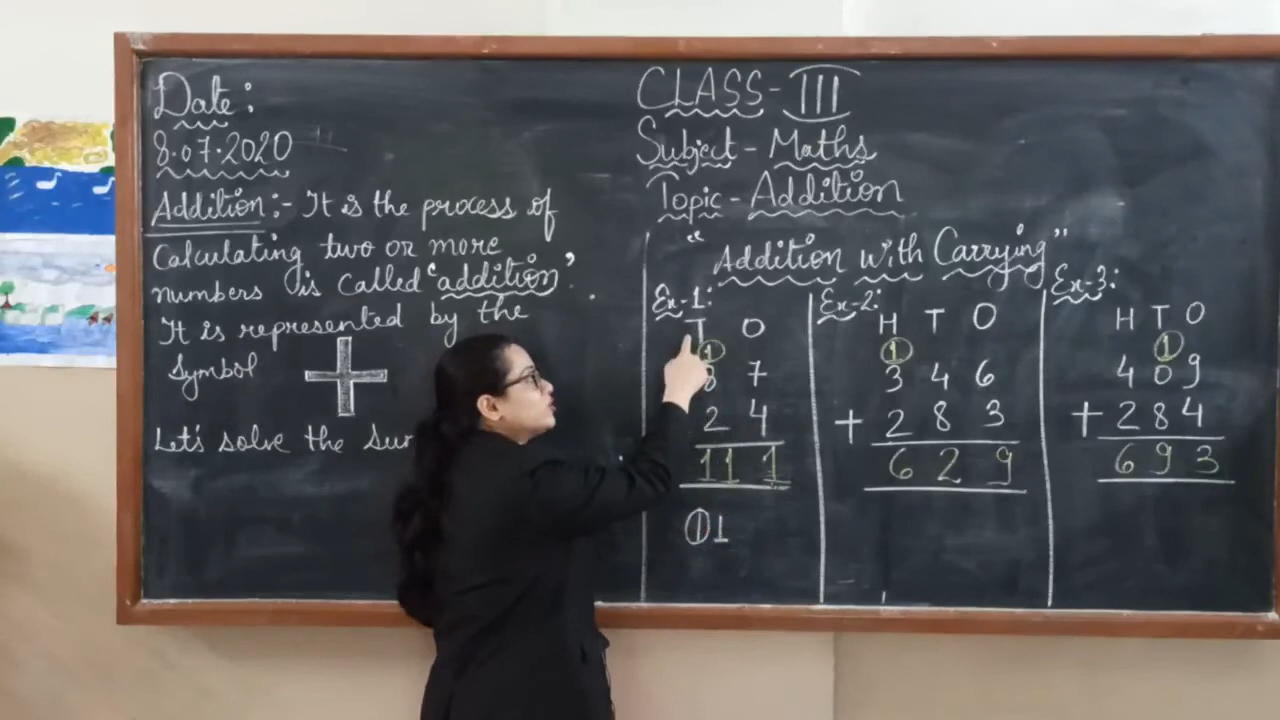 Date:
8.07.2020
Addition:- It is the process of
Calculating two or more
numbers is called "addition".
It is represented by the
Symbol +
Let's solve the
CLASS-III
Subject - Maths
Topic - Addition
"Addition with Carrying"
Ex-1:
T O
1
8 7
2 4
11 1
11
Ex-2:
H T O
1
3 4 6
+ 2 8 3
6 2 9
Ex-3:
H T O
1
4 0 9
+ 2 8 4
6 9 3